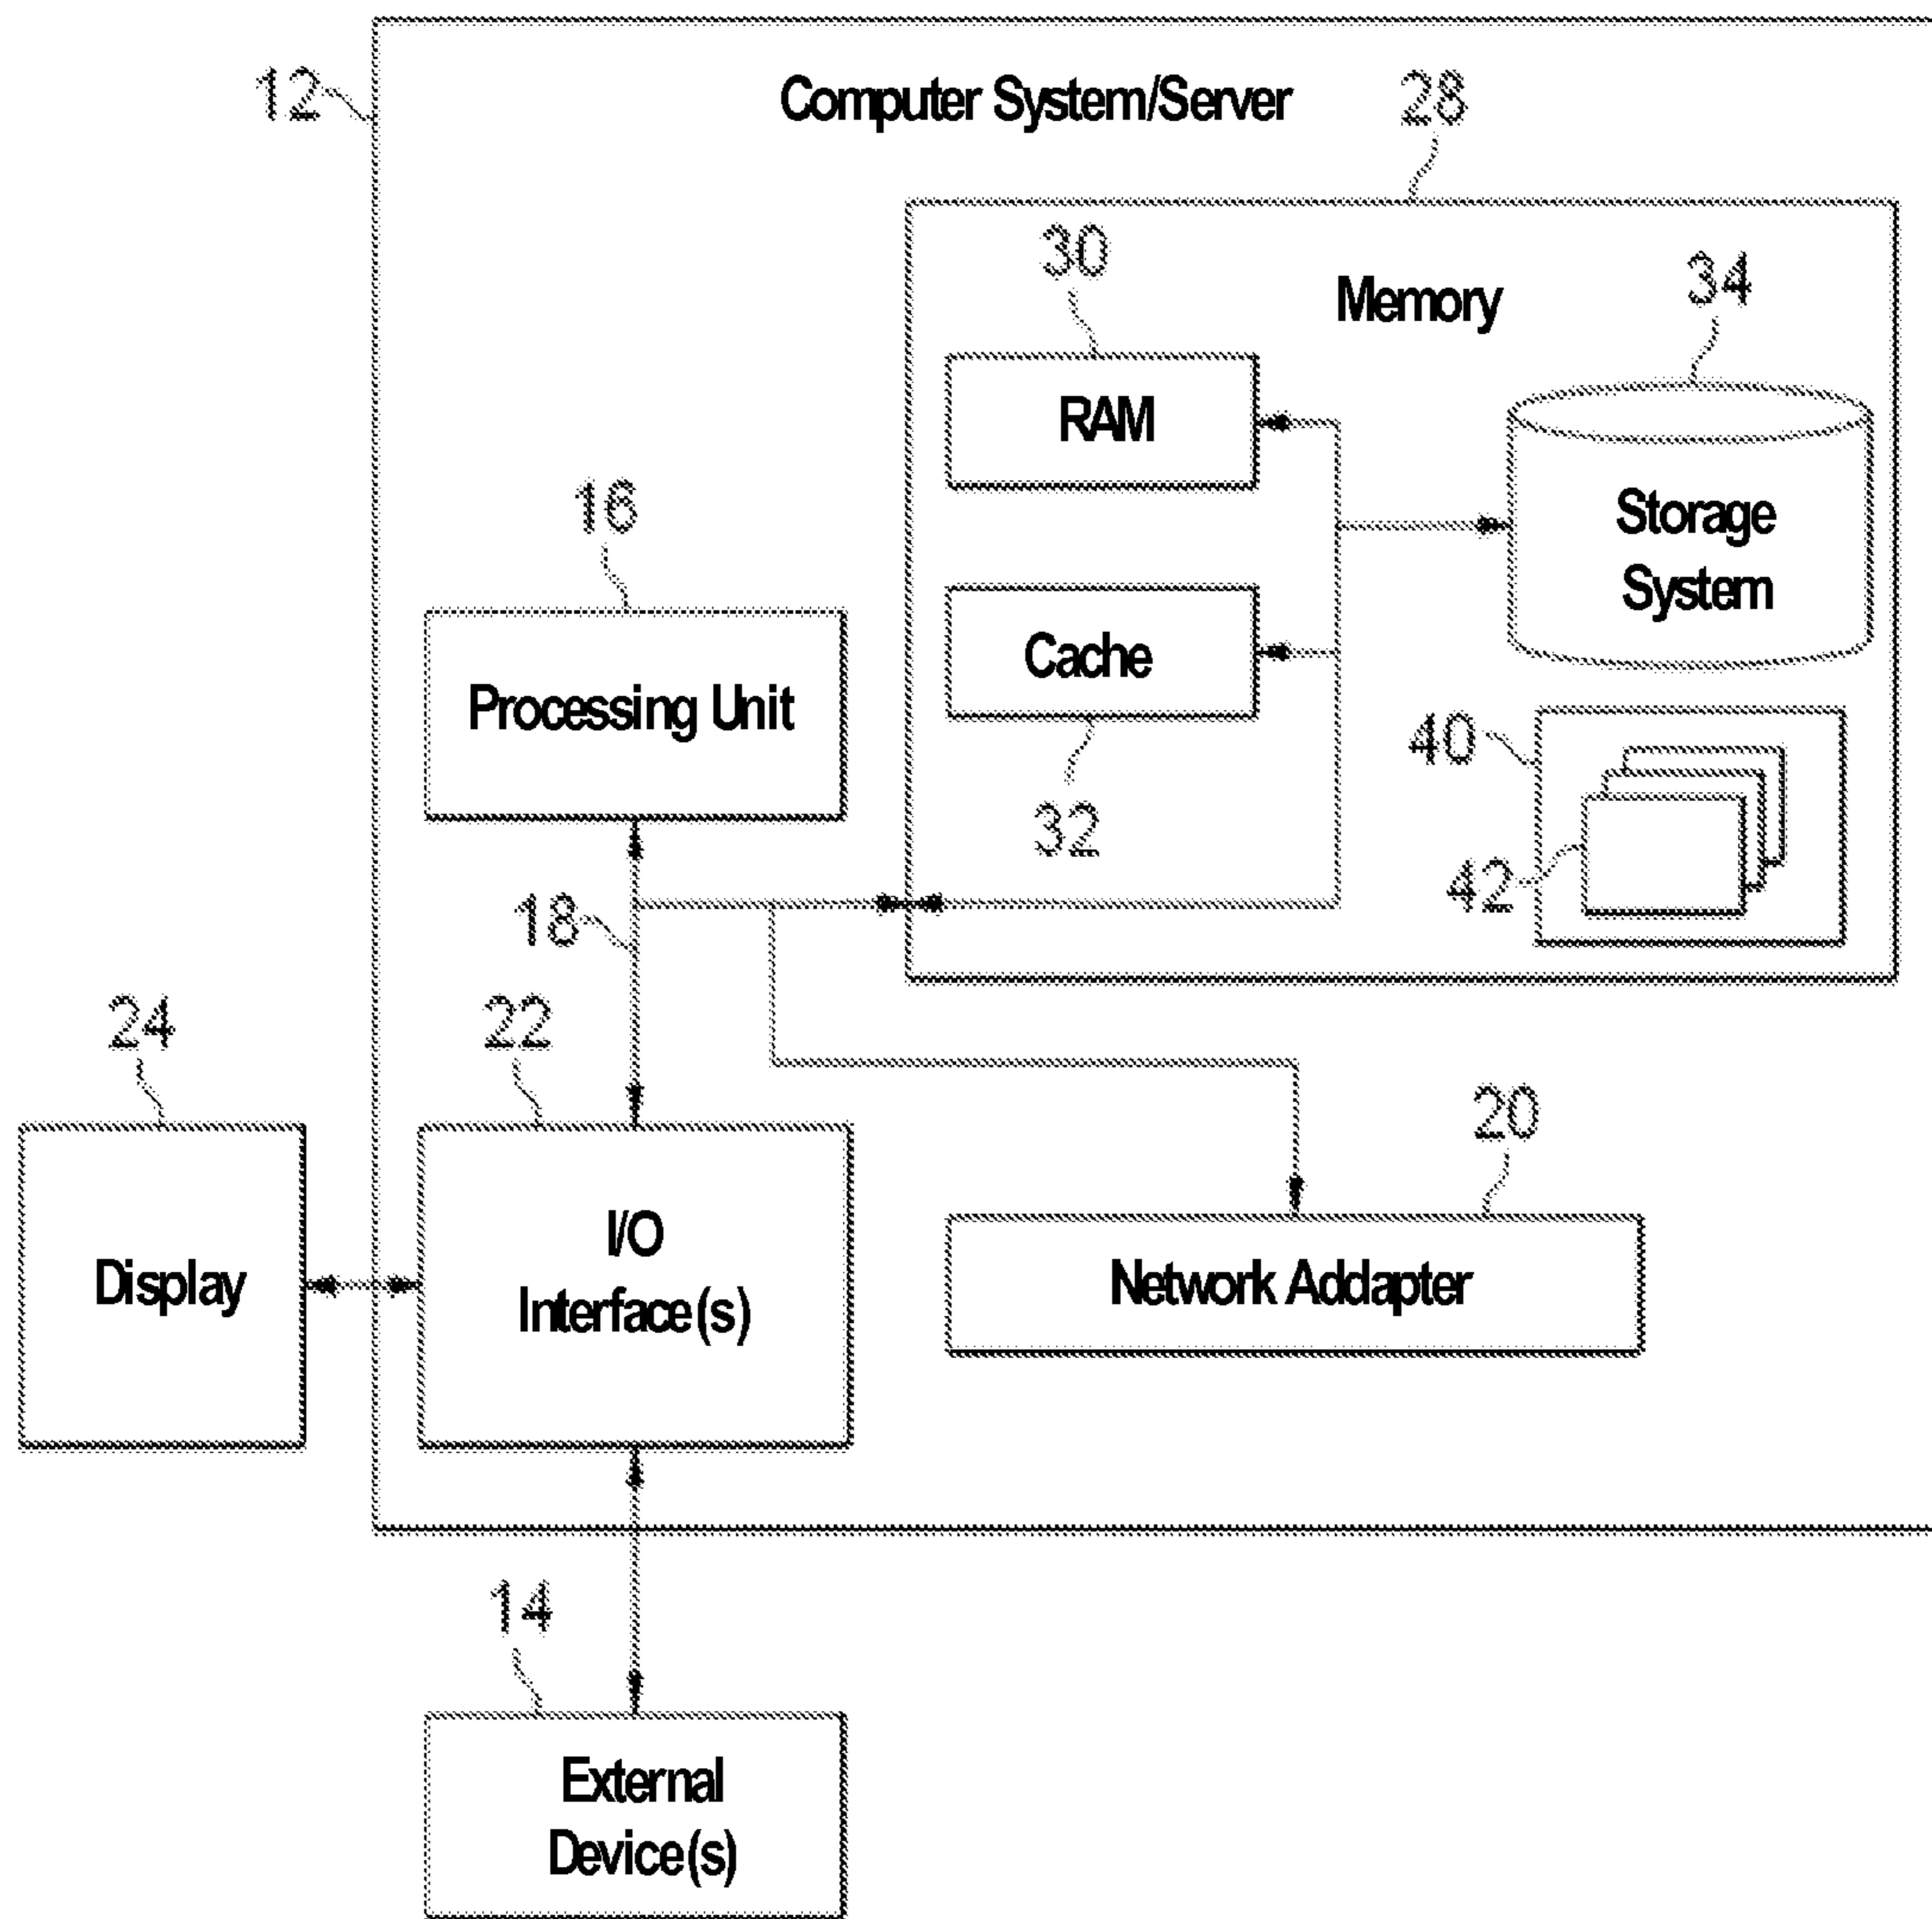 12
Computer System/Server
28
30
Memory
34
RAM
16
Storage
System
Cache
Processing Unit
40
32
42
18
24
22
20
I/O
Interface(s)
Display
Network Addapter
14
External
Device(s)